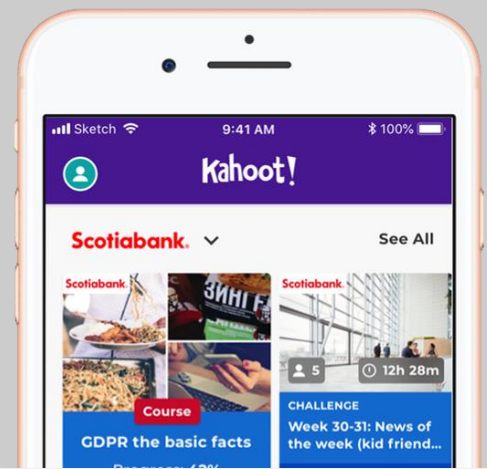 Sketch
9:41 AM
100%
Kahoot!
Scotiabank
See All
Scotiabank
Scotiabank
ЗИНГЕ
5
12h 28m
Course
CHALLENGE
GDPR the basic facts
Week 30-31: News of
the week (kid friend...